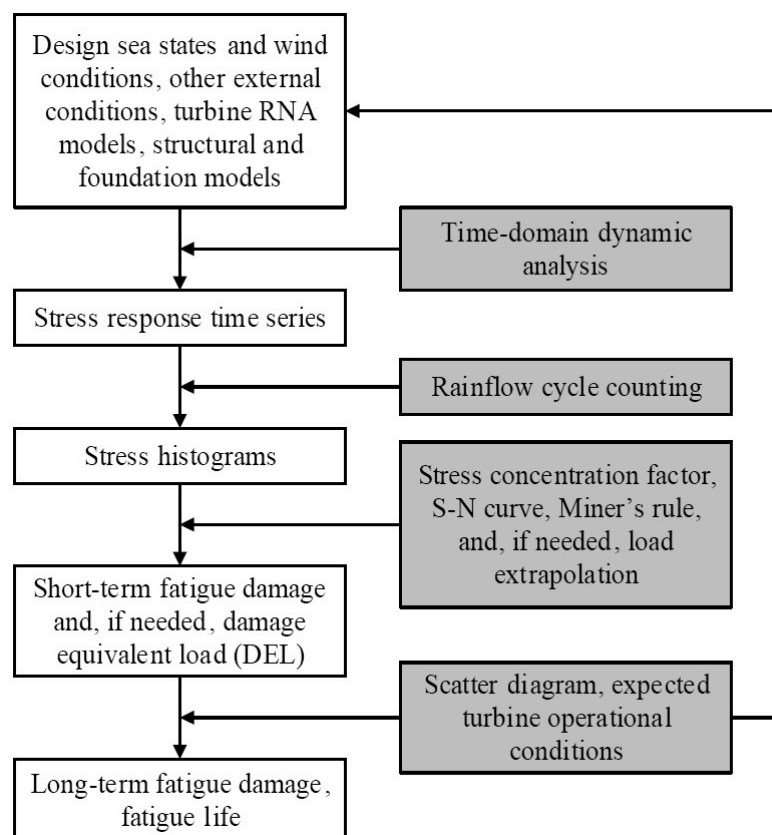 Design sea states and wind
conditions, other external
conditions, turbine RNA
models, structural and
foundation models
Time-domain dynamic
analysis
Stress response time series
Rainflow cycle counting
Stress histograms
Stress concentration factor,
S-N curve, Miner’s rule,
and, if needed, load
extrapolation
Short-term fatigue damage
and, if needed, damage
equivalent load (DEL)
Scatter diagram, expected
turbine operational
conditions
Long-term fatigue damage,
fatigue life